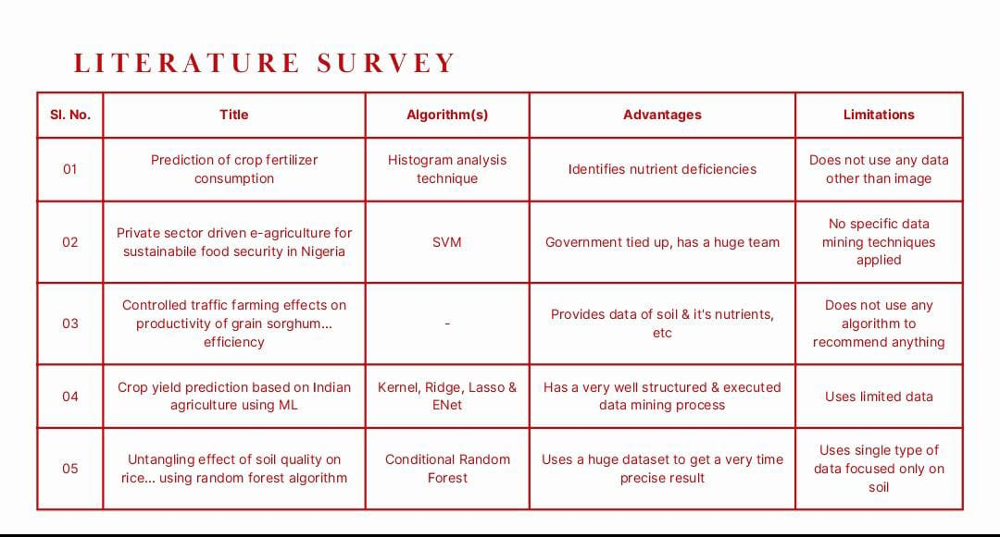 LITERATURE SURVEY
Sl. No.
Title
Algorithm(s)
Advantages
Limitations
01
Prediction of crop fertilizer
consumption
Histogram analysis
technique
Identifies nutrient deficiencies
Does not use any data
other than image
02
Private sector driven e-agriculture for
sustainabile food security in Nigeria
SVM
Government tied up, has a huge team
No specific data
mining techniques
applied
03
Controlled traffic farming effects on
productivity of grain sorghum...
efficiency
-
Provides data of soil & it's nutrients,
etc
Does not use any
algorithm to
recommend anything
04
Crop yield prediction based on Indian
agriculture using ML
Kernel, Ridge, Lasso &
ENet
Has a very well structured & executed
data mining process
Uses limited data
05
Untangling effect of soil quality on
rice... using random forest algorithm
Conditional Random
Forest
Uses a huge dataset to get a very time
precise result
Uses single type of
data focused only on
soil